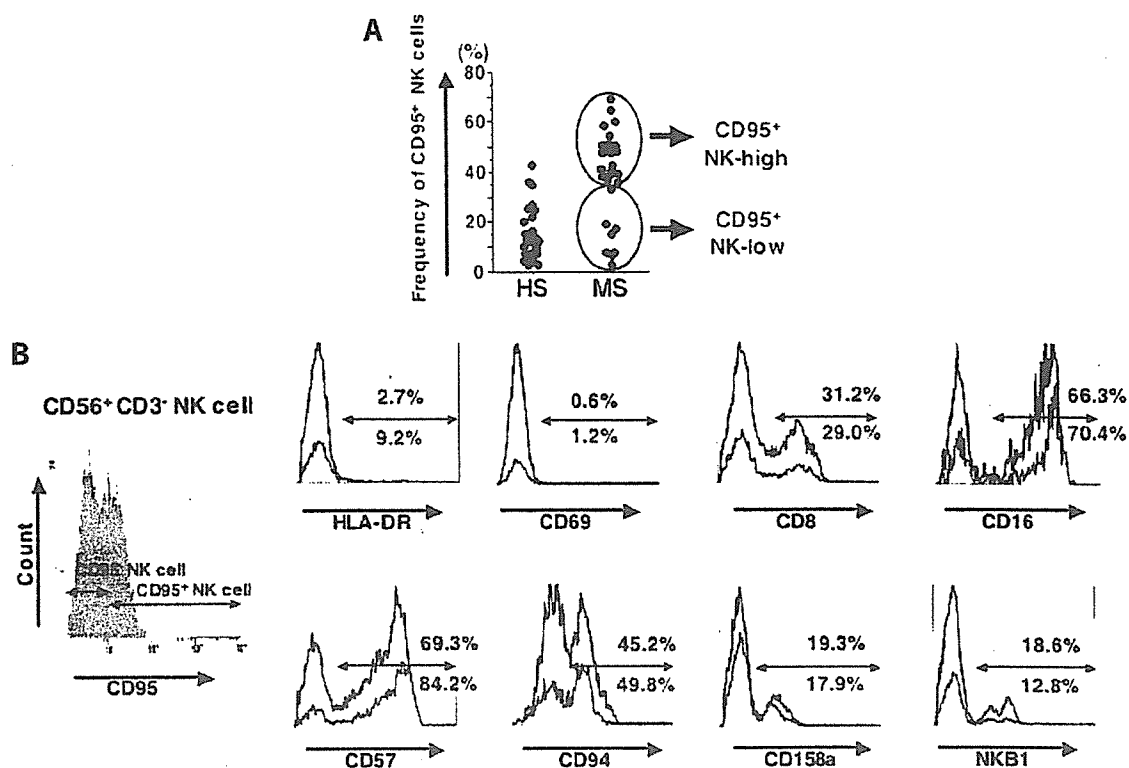 A
Frequency of CD95+ NK cells
(%)
80
60
40
20
0
HS
MS
CD95+
NK-high
CD95+
NK-low
B
CD56+ CD3- NK cell
Count
NK cell
CD95+ NK cell
CD95
2.7%
9.2%
HLA-DR
0.6%
1.2%
CD69
31.2%
29.0%
CD8
66.3%
70.4%
CD16
69.3%
84.2%
CD57
45.2%
49.8%
CD94
19.3%
17.9%
CD158a
18.6%
12.8%
NKB1